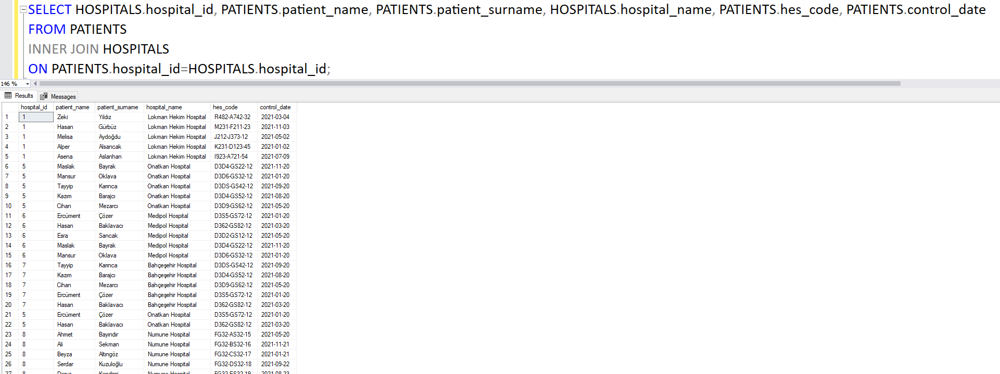 SELECT HOSPITALS.hospital_id, PATIENTS.patient_name, PATIENTS.patient_surname, HOSPITALS.hospital_name, PATIENTS.hes_code, PATIENTS.control_date
FROM PATIENTS
INNER JOIN HOSPITALS
ON PATIENTS.hospital_id=HOSPITALS.hospital_id;
146 %
Results Messages
hospital_id patient_name patient_surname hospital_name hes_code control_date
1 1 Zeki Yıldız Lokman Hekim Hospital R482-A742-32 2021-03-04
2 1 Hasan Gürbüz Lokman Hekim Hospital M231-F211-23 2021-11-03
3 1 Melisa Aydoğdu Lokman Hekim Hospital J212-J373-12 2021-05-02
4 1 Alper Alsancak Lokman Hekim Hospital K231-D123-45 2021-01-02
5 1 Asena Aslanhan Lokman Hekim Hospital I923-A721-54 2021-07-09
6 5 Maslak Bayrak Onatkan Hospital D3D4-GS22-12 2021-11-20
7 5 Mansur Oklava Onatkan Hospital D3D6-GS32-12 2021-01-20
8 5 Tayyip Karınca Onatkan Hospital D3DS-GS42-12 2021-09-20
9 5 Kazım Barajcı Onatkan Hospital D3D4-GS52-12 2021-08-20
10 5 Cihan Mezarcı Onatkan Hospital D3D9-GS62-12 2021-05-20
11 6 Ercüment Çözer Medipol Hospital D3S5-GS72-12 2021-01-20
12 6 Hasan Baklavacı Medipol Hospital D362-GS82-12 2021-03-20
13 6 Esra Sancak Medipol Hospital D3D2-GS12-12 2021-05-20
14 6 Maslak Bayrak Medipol Hospital D3D4-GS22-12 2021-11-20
15 6 Mansur Oklava Medipol Hospital D3D6-GS32-12 2021-01-20
16 7 Tayyip Karınca Bahçeşehir Hospital D3DS-GS42-12 2021-09-20
17 7 Kazım Barajcı Bahçeşehir Hospital D3D4-GS52-12 2021-08-20
18 7 Cihan Mezarcı Bahçeşehir Hospital D3D9-GS62-12 2021-05-20
19 7 Ercüment Çözer Bahçeşehir Hospital D3S5-GS72-12 2021-01-20
20 7 Hasan Baklavacı Bahçeşehir Hospital D362-GS82-12 2021-03-20
21 5 Ercüment Çözer Onatkan Hospital D3S5-GS72-12 2021-01-20
22 5 Hasan Baklavacı Onatkan Hospital D362-GS82-12 2021-03-20
23 8 Ahmet Bayındır Numune Hospital FG32-AS32-15 2021-05-20
24 8 Ali Sekman Numune Hospital FG32-BS32-16 2021-11-21
25 8 Beyza Altıngöz Numune Hospital FG32-CS32-17 2021-01-21
26 8 Serdar Kuzuloğlu Numune Hospital FG32-DS32-18 2021-09-22
27 8 Numune Hospital FG32-ES32-19 2021-08-23